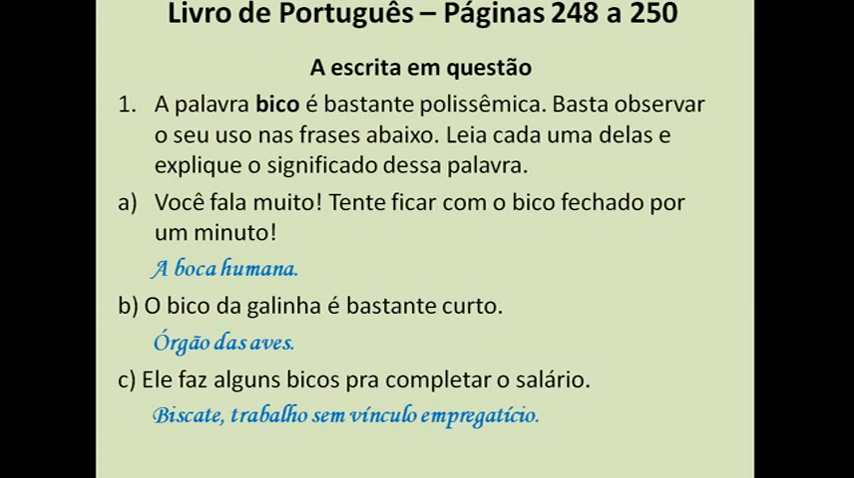 Livro de Português – Páginas 248 a 250
A escrita em questão
1. A palavra bico é bastante polissêmica. Basta observar
o seu uso nas frases abaixo. Leia cada uma delas e
explique o significado dessa palavra.
a) Você fala muito! Tente ficar com o bico fechado por
um minuto!
A boca humana.
b) O bico da galinha é bastante curto.
Órgão das aves.
c) Ele faz alguns bicos pra completar o salário.
Biscate, trabalho sem vínculo empregatício.